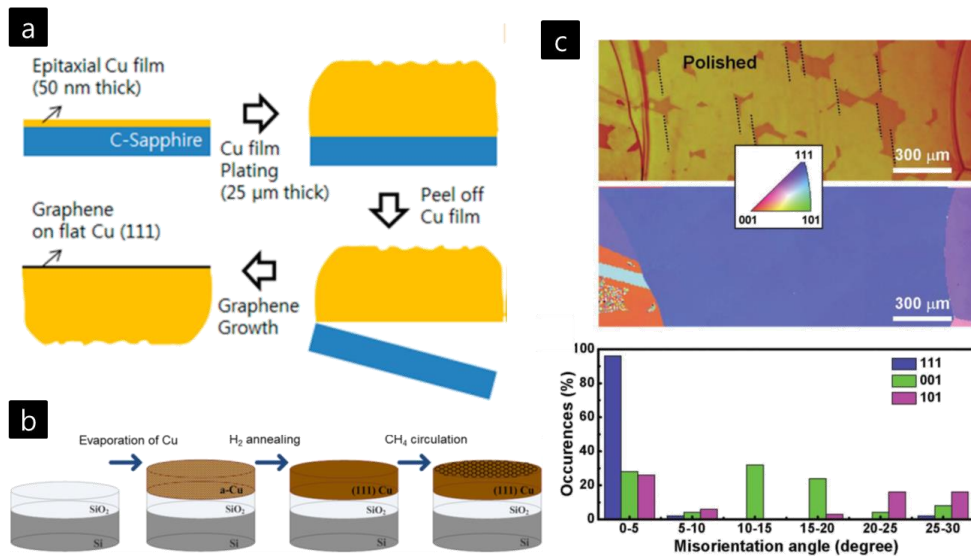 a
Epitaxial Cu film
(50 nm thick)
C-Sapphire
Cu film
Plating
(25 µm thick)
Peel off
Cu film
Graphene
on flat Cu (111)
Graphene
Growth
b
Evaporation of Cu
H2 annealing
CH4 circulation
SiO2
Si
a-Cu
SiO2
Si
(111) Cu
SiO2
Si
(111) Cu
SiO2
Si
c
Polished
300 µm
111
001
101
300 µm
Occurences (%)
100
80
60
40
20
0
111
001
101
0-5
5-10
10-15
15-20
20-25
25-30
Misorientation angle (degree)